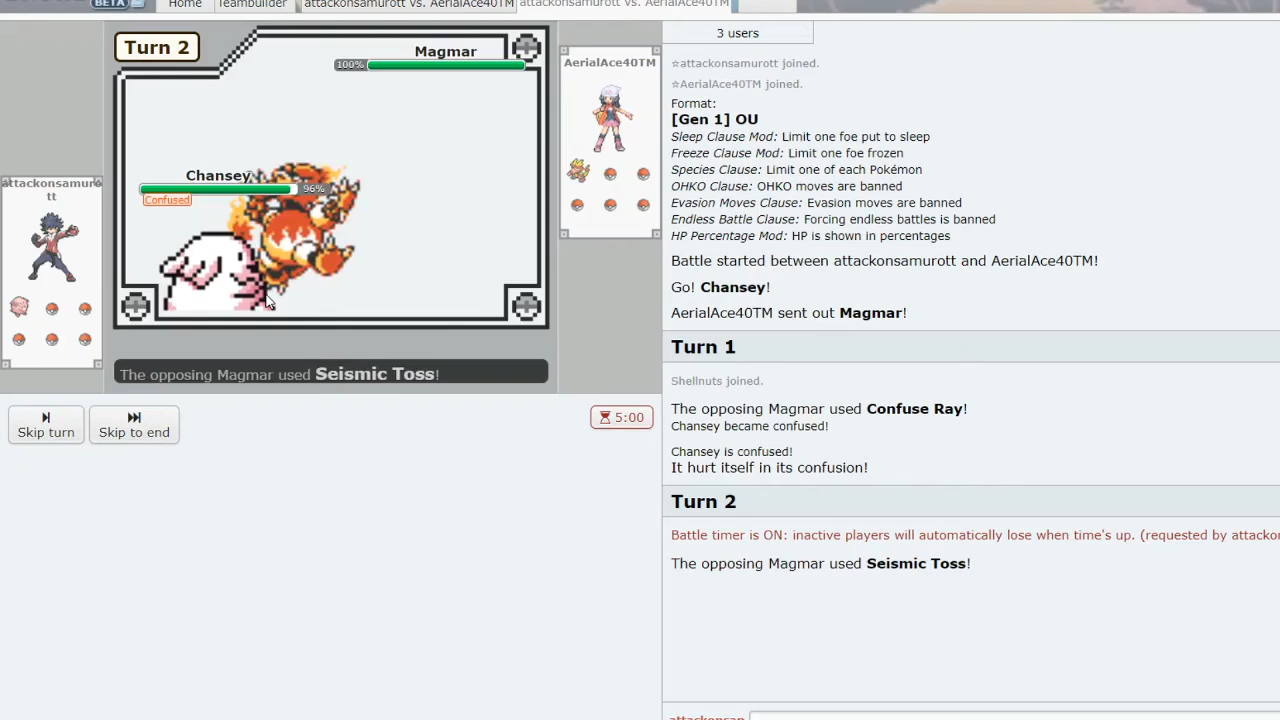 BETA
Home
Teambuilder
attackonsamurott vs. AerialAce40TM
attackonsamurott vs. AerialAce40TM
Turn 2
Magmar
100%
Chansey
96%
Confused
attackonsamuro
tt
AerialAce40TM
The opposing Magmar used Seismic Toss!
Skip turn
Skip to end
5:00
3 users
☆attackonsamurott joined.
☆AerialAce40TM joined.
Format:
[Gen 1] OU
Sleep Clause Mod: Limit one foe put to sleep
Freeze Clause Mod: Limit one foe frozen
Species Clause: Limit one of each Pokémon
OHKO Clause: OHKO moves are banned
Evasion Moves Clause: Evasion moves are banned
Endless Battle Clause: Forcing endless battles is banned
HP Percentage Mod: HP is shown in percentages
Battle started between attackonsamurott and AerialAce40TM!
Go! Chansey!
AerialAce40TM sent out Magmar!
Turn 1
Shellnuts joined.
The opposing Magmar used Confuse Ray!
Chansey became confused!
Chansey is confused!
It hurt itself in its confusion!
Turn 2
Battle timer is ON: inactive players will automatically lose when time's up. (requested by attackon
The opposing Magmar used Seismic Toss!